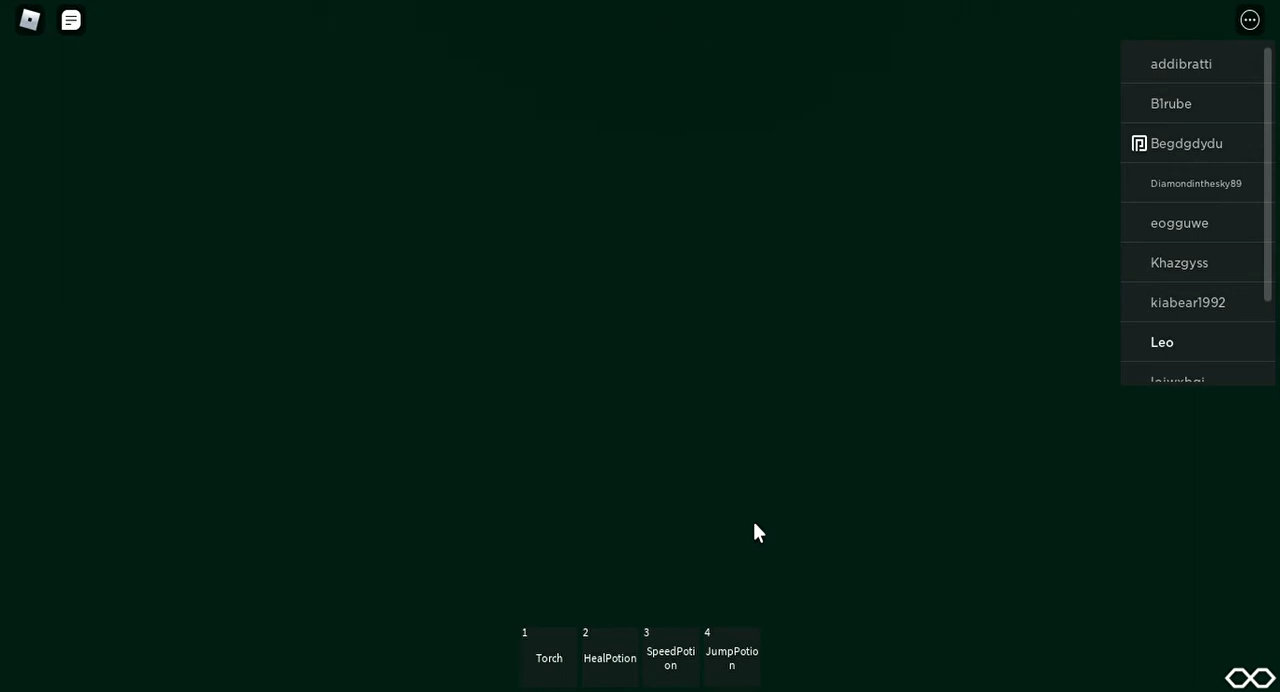 addibratti
B1rube
Begdgdydu
Diamondinthesky89
eogguwe
Khazgyss
kiabear1992
Leo
1
Torch
2
HealPotion
3
SpeedPoti
on
4
JumpPotio
n